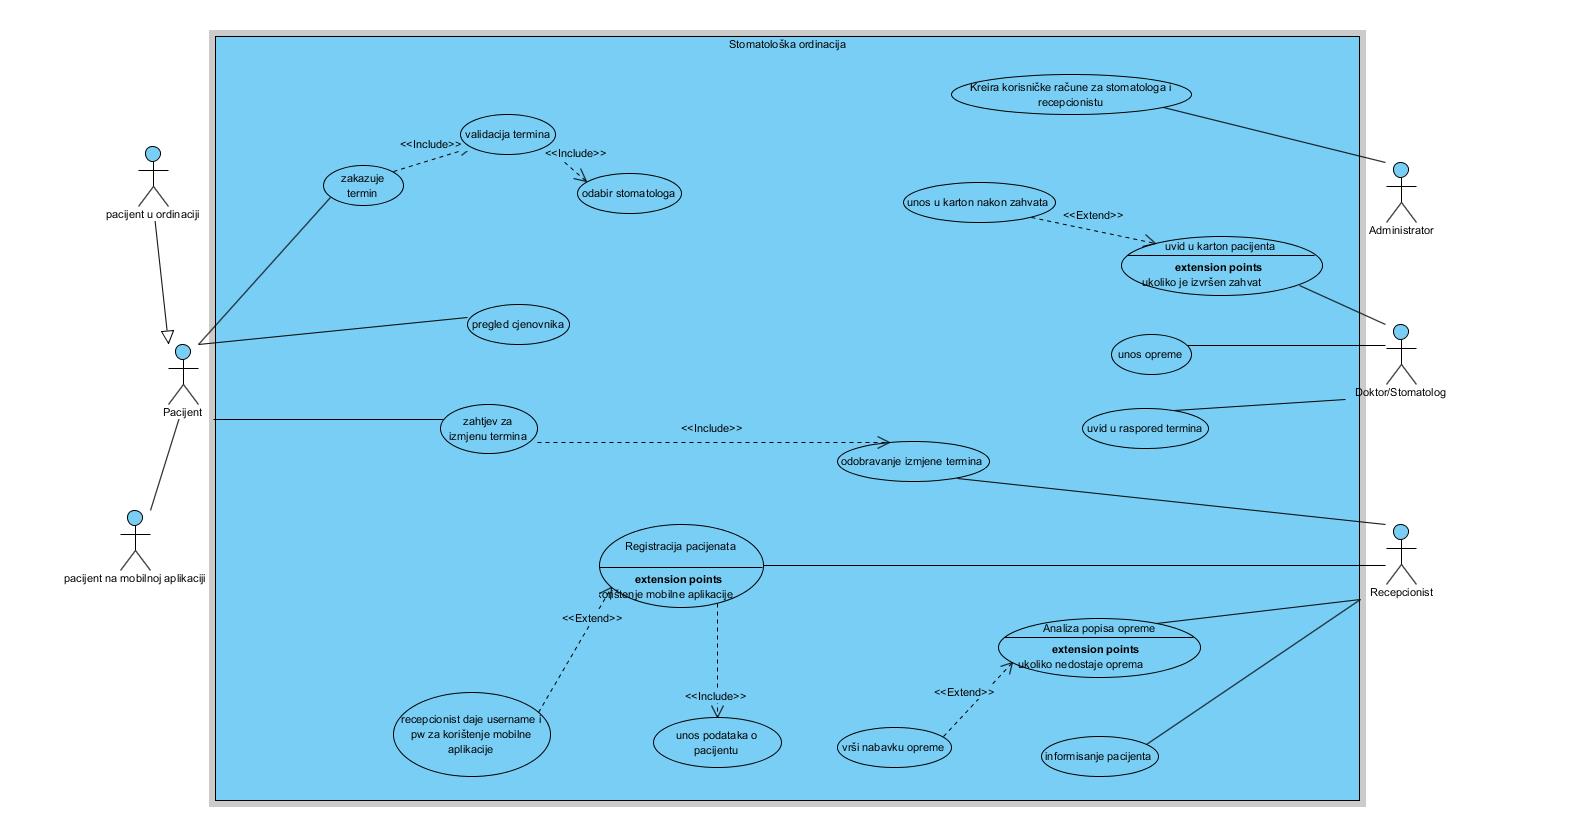 Stomatološka ordinacija
Kreira korisničke račune za stomatologa i
recepcionistu
validacija termina
<<Include>>
<<Include>>
zakazuje
termin
odabir stomatologa
pacijent u ordinaciji
unos u karton nakon zahvata
<<Extend>>
Administrator
uvid u karton pacijenta
extension points
ukoliko je izvršen zahvat
pregled cjenovnika
unos opreme
Doktor/Stomatolog
Pacijent
zahtjev za
izmjenu termina
<<Include>>
uvid u raspored termina
odobravanje izmjene termina
Registracija pacijenata
extension points
korištenje mobilne aplikacije
pacijent na mobilnoj aplikaciji
Recepcionist
<<Extend>>
Analiza popisa opreme
extension points
ukoliko nedostaje oprema
<<Include>>
<<Extend>>
recepcionist daje username i
pw za korištenje mobilne
aplikacije
unos podataka o
pacijentu
vrši nabavku opreme
informisanje pacijenta